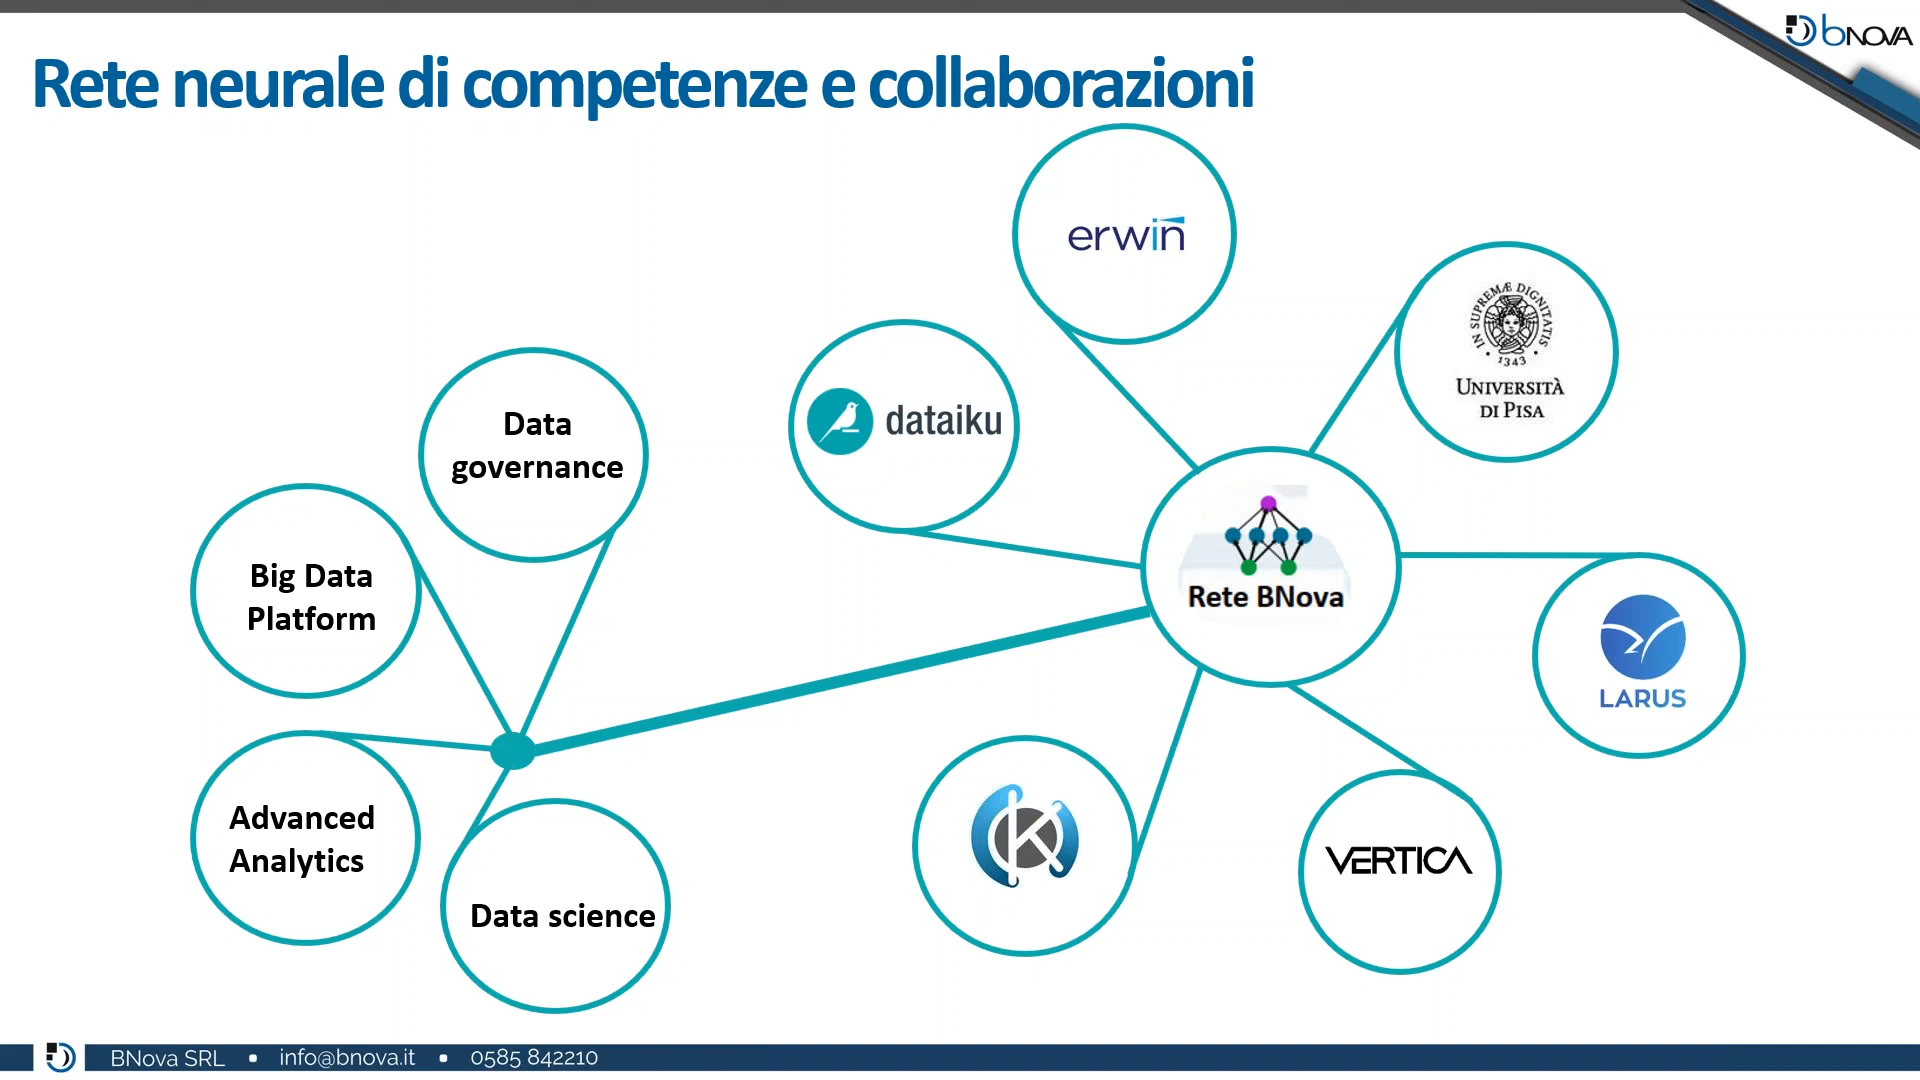 bNOVA
Rete neurale di competenze e collaborazioni
erwin
IN SUPREMÆ DIGNITATIS
· 1343 ·
UNIVERSITÀ
DI PISA
dataiku
Data
governance
Big Data
Platform
Rete BNova
LARUS
Advanced
Analytics
Data science
K
VERTICA
BNova SRL • info@bnova.it • 0585 842210